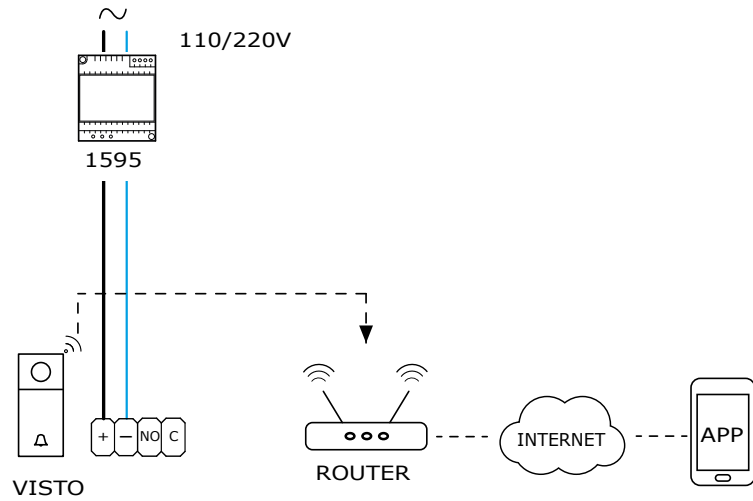 110/220V
1595
+ − NO C
VISTO
ROUTER
INTERNET
APP